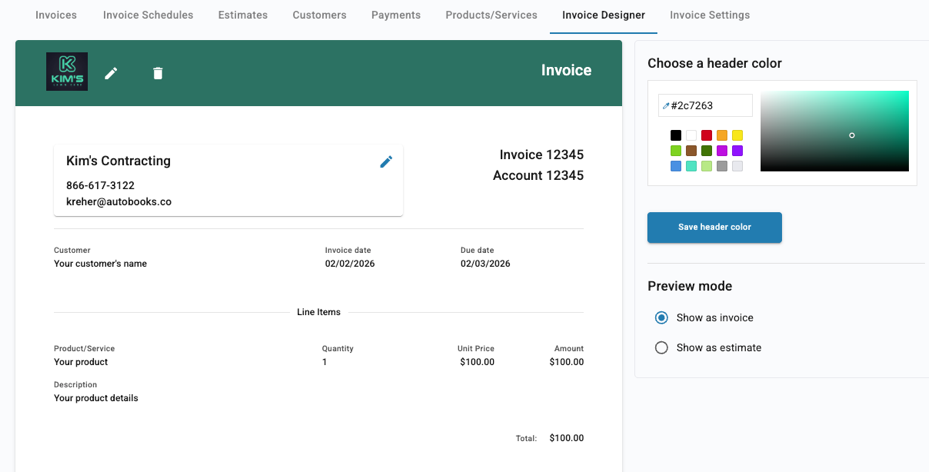 Invoices Invoice Schedules Estimates Customers Payments Products/Services Invoice Designer Invoice Settings
KIM'S
Invoice
Choose a header color
#2c7263
Kim's Contracting
866-617-3122
kreher@autobooks.co
Invoice 12345
Account 12345
Save header color
Customer Invoice date Due date
Your customer's name 02/02/2026 02/03/2026
Preview mode
Show as invoice
Show as estimate
Line Items
Product/Service Quantity Unit Price Amount
Your product 1 $100.00 $100.00
Description
Your product details
Total: $100.00